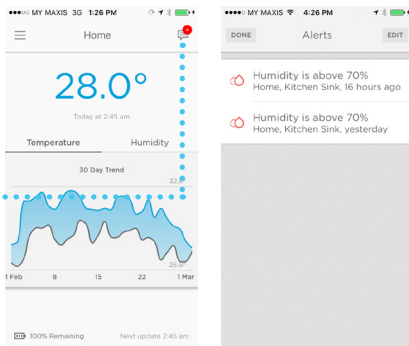 MY MAXIS 3G 1:26 PM
Home
28.0°
Today at 2:45 am
Temperature Humidity
30 Day Trend
32.8°
1 Feb 8 15 22 1 Mar
100% Remaining Next update 2:45 am
MY MAXIS 4:26 PM
DONE Alerts EDIT
Humidity is above 70%
Home, Kitchen Sink, 16 hours ago
Humidity is above 70%
Home, Kitchen Sink, yesterday